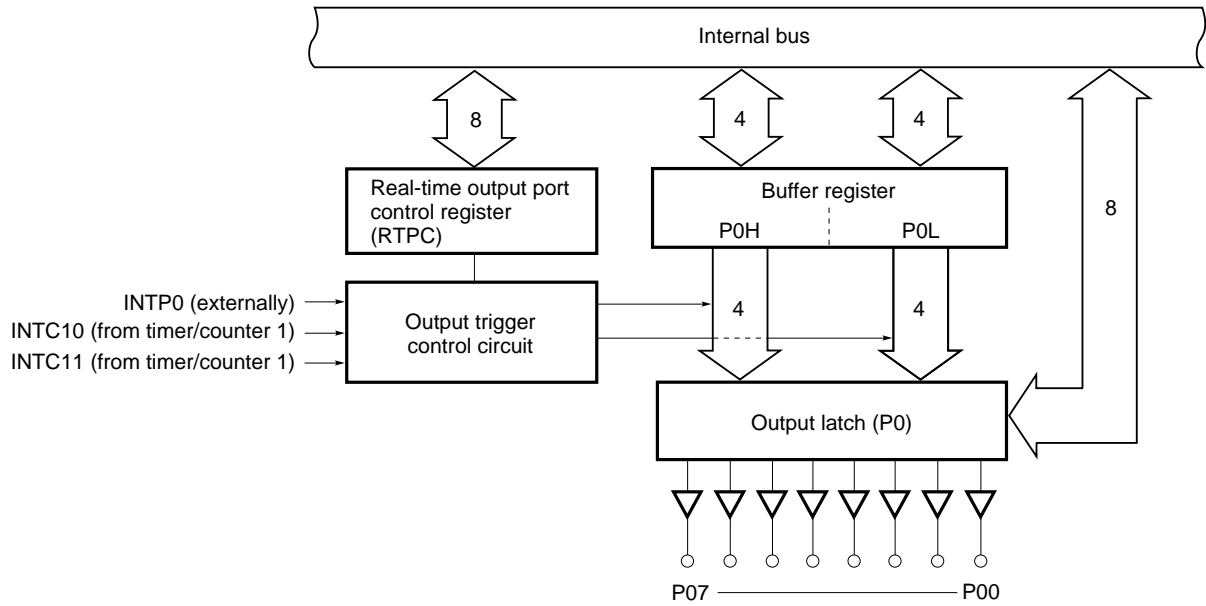 Internal bus
8
4
4
Real-time output port
control register
(RTPC)
Buffer register
P0H
P0L
8
INTP0 (externally)
INTC10 (from timer/counter 1)
INTC11 (from timer/counter 1)
Output trigger
control circuit
4
4
Output latch (P0)
P07
P00